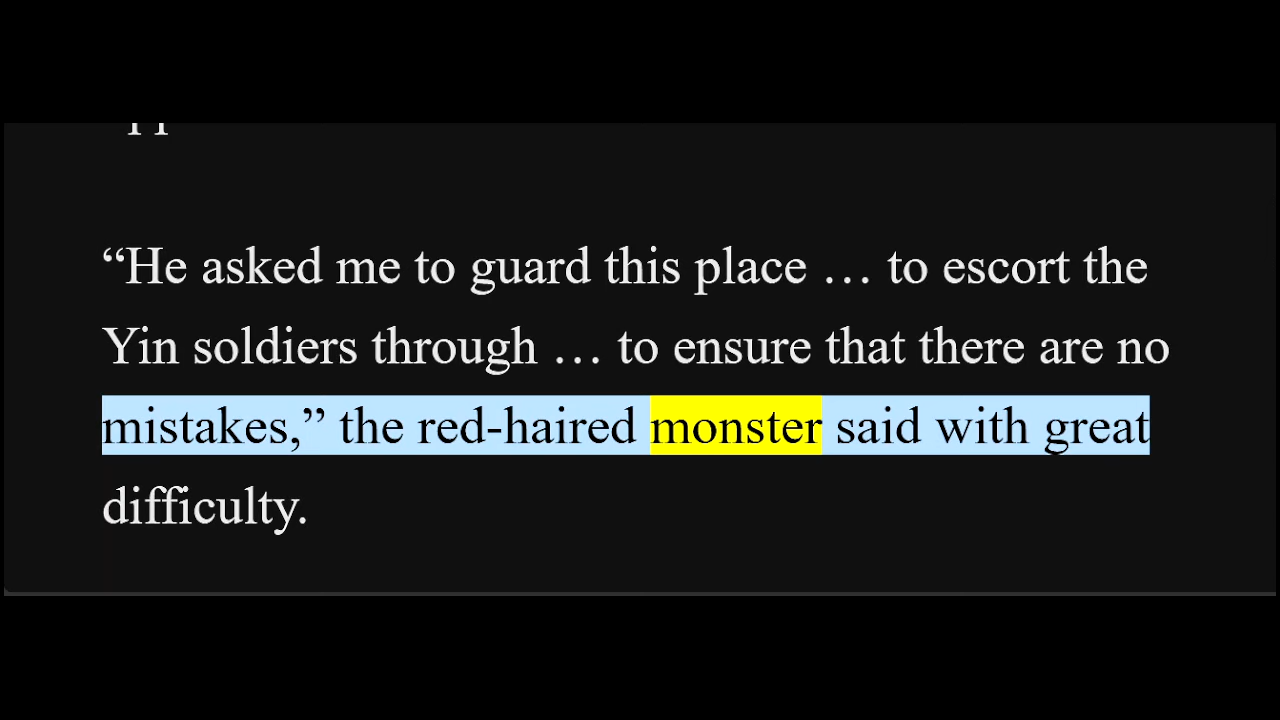 “He asked me to guard this place … to escort the
Yin soldiers through … to ensure that there are no
mistakes,” the red-haired monster said with great
difficulty.